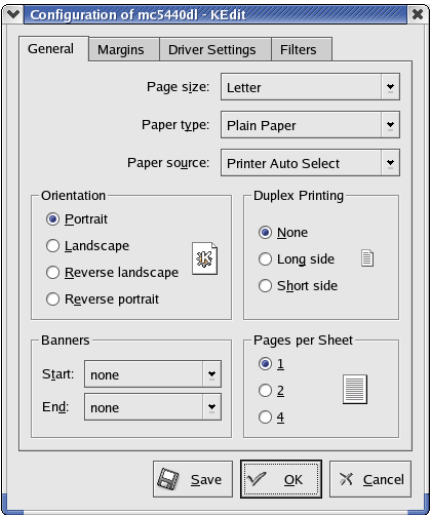 Configuration of mc5440dl - KEdit
General Margins Driver Settings Filters
Page size: Letter
Paper type: Plain Paper
Paper source: Printer Auto Select
Orientation
Portrait
Landscape
Reverse landscape
Reverse portrait
Duplex Printing
None
Long side
Short side
Banners
Start: none
End: none
Pages per Sheet
1
2
4
Save OK Cancel